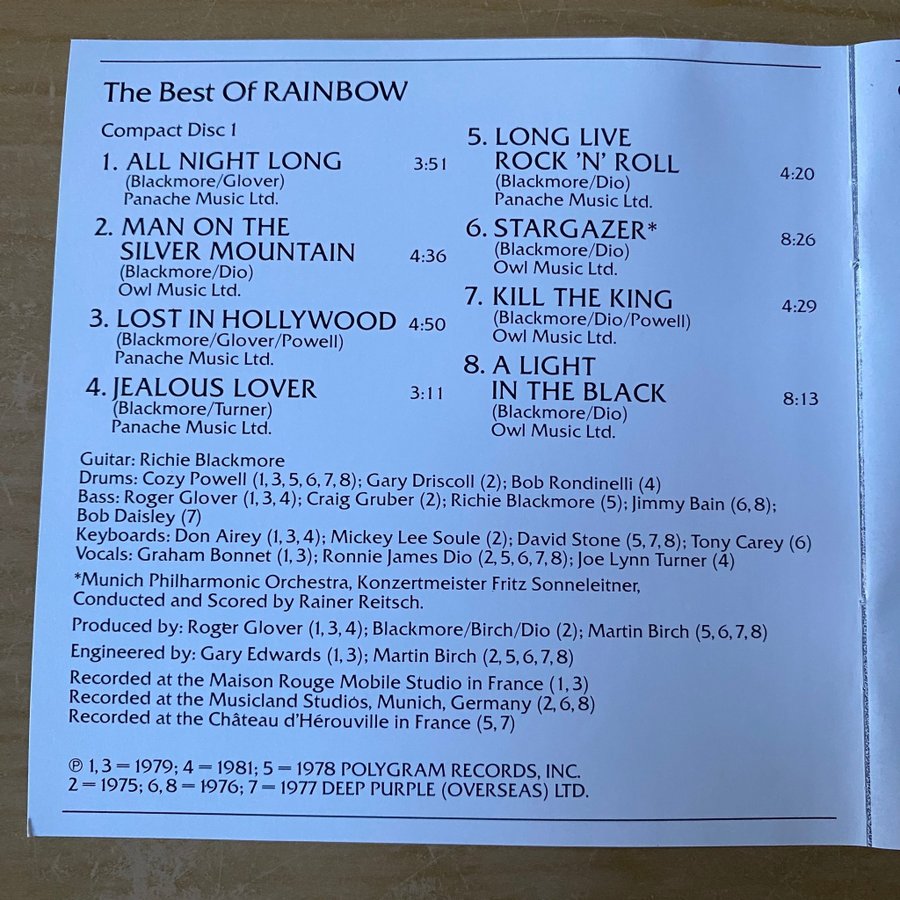 The Best Of RAINBOW
Compact Disc 1
1. ALL NIGHT LONG 3:51
(Blackmore/Glover)
Panache Music Ltd.
2. MAN ON THE
SILVER MOUNTAIN 4:36
(Blackmore/Dio)
Owl Music Ltd.
3. LOST IN HOLLYWOOD 4:50
(Blackmore/Glover/Powell)
Panache Music Ltd.
4. JEALOUS LOVER 3:11
(Blackmore/Turner)
Panache Music Ltd.
5. LONG LIVE
ROCK 'N' ROLL 4:20
(Blackmore/Dio)
Panache Music Ltd.
6. STARGAZER* 8:26
(Blackmore/Dio)
Owl Music Ltd.
7. KILL THE KING 4:29
(Blackmore/Dio/Powell)
Owl Music Ltd.
8. A LIGHT
IN THE BLACK 8:13
(Blackmore/Dio)
Owl Music Ltd.
Guitar: Richie Blackmore
Drums: Cozy Powell (1, 3, 5, 6, 7, 8); Gary Driscoll (2); Bob Rondinelli (4)
Bass: Roger Glover (1, 3, 4); Craig Gruber (2); Richie Blackmore (5); Jimmy Bain (6, 8);
Bob Daisley (7)
Keyboards: Don Airey (1, 3, 4); Mickey Lee Soule (2); David Stone (5, 7, 8); Tony Carey (6)
Vocals: Graham Bonnet (1, 3); Ronnie James Dio (2, 5, 6, 7, 8); Joe Lynn Turner (4)
*Munich Philharmonic Orchestra, Konzertmeister Fritz Sonneleitner,
Conducted and Scored by Rainer Reitsch.
Produced by: Roger Glover (1, 3, 4); Blackmore/Birch/Dio (2); Martin Birch (5, 6, 7, 8)
Engineered by: Gary Edwards (1, 3); Martin Birch (2, 5, 6, 7, 8)
Recorded at the Maison Rouge Mobile Studio in France (1, 3)
Recorded at the Musicland Studios, Munich, Germany (2, 6, 8)
Recorded at the Château d'Hérouville in France (5, 7)
℗ 1, 3 = 1979; 4 = 1981; 5 = 1978 POLYGRAM RECORDS, INC.
2 = 1975; 6, 8 = 1976; 7 = 1977 DEEP PURPLE (OVERSEAS) LTD.